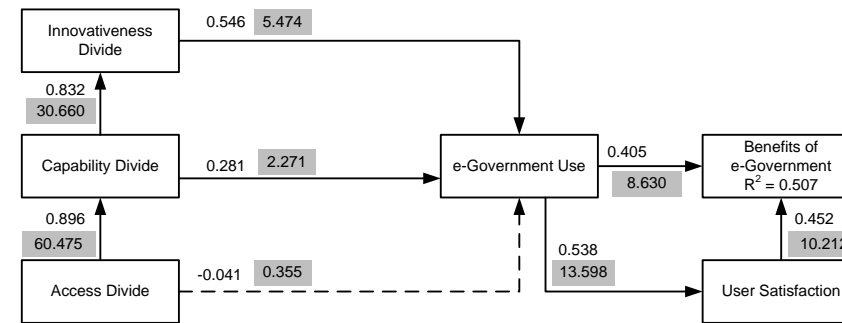 Innovativeness
Divide
0.546 5.474
0.832
30.660
Capability Divide
0.281 2.271
e-Government Use
0.405
8.630
Benefits of
e-Government
R² = 0.507
0.896
60.475
0.452
10.212
0.538
13.598
Access Divide
-0.041 0.355
User Satisfaction